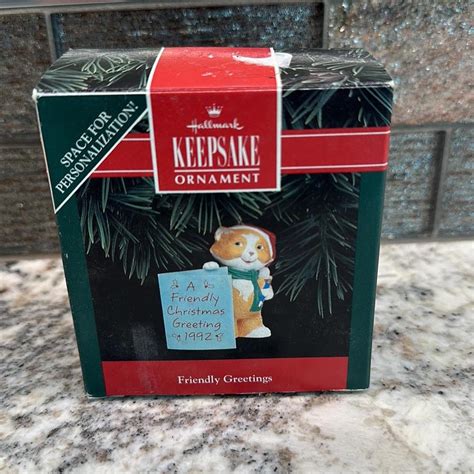 SPACE FOR
PERSONALIZATION!
Hallmark
KEEPSAKE
ORNAMENT
A
Friendly
Christmas
Greeting
1992
Friendly Greetings